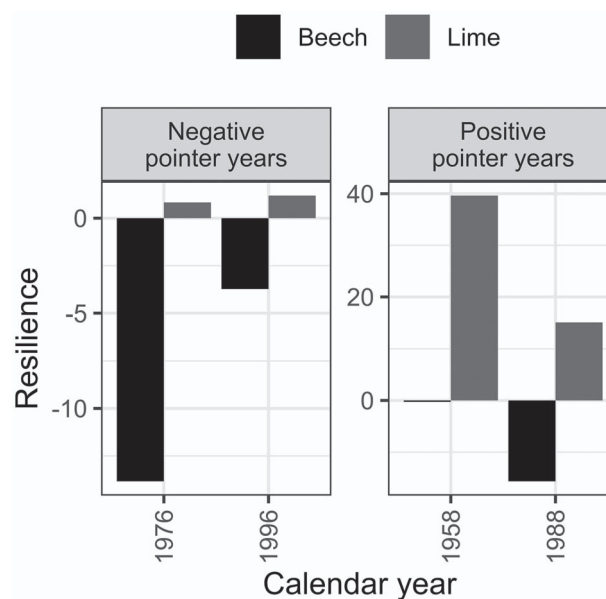 Beech Lime
Negative
pointer years
Positive
pointer years
Resilience
0
-5
-10
40
20
0
1976
1996
1958
1988
Calendar year